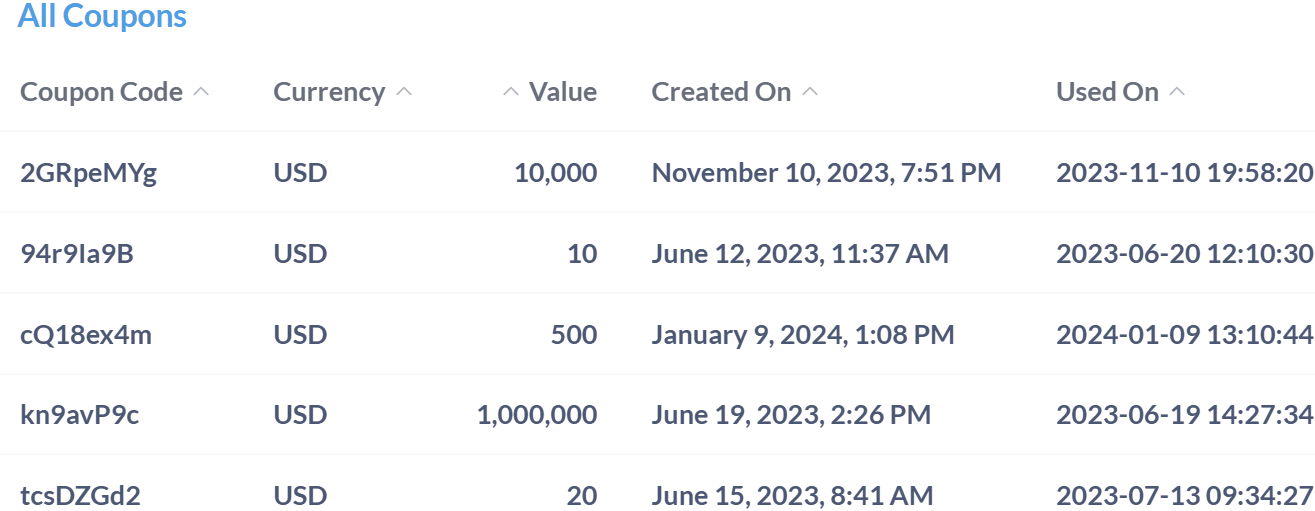 All Coupons
Coupon Code Currency Value Created On Used On
2GRpeMYg USD 10,000 November 10, 2023, 7:51 PM 2023-11-10 19:58:20
94r9Ia9B USD 10 June 12, 2023, 11:37 AM 2023-06-20 12:10:30
cQ18ex4m USD 500 January 9, 2024, 1:08 PM 2024-01-09 13:10:44
kn9avP9c USD 1,000,000 June 19, 2023, 2:26 PM 2023-06-19 14:27:34
tcsDZGd2 USD 20 June 15, 2023, 8:41 AM 2023-07-13 09:34:27